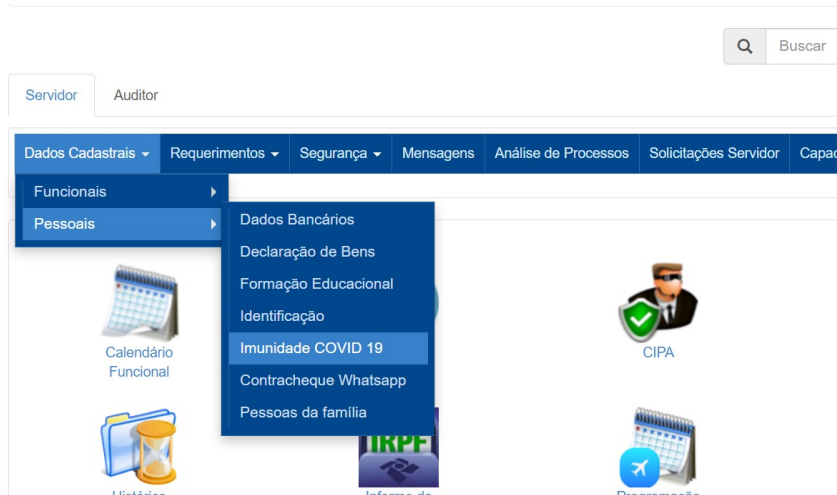 Buscar
Servidor Auditor
Dados Cadastrais Requerimentos Segurança Mensagens Análise de Processos Solicitações Servidor
Funcionais
Pessoais
Dados Bancários
Declaração de Bens
Formação Educacional
Identificação
Imunidade COVID 19
Contracheque Whatsapp
Pessoas da família
Calendário
Funcional
CIPA
IRPF